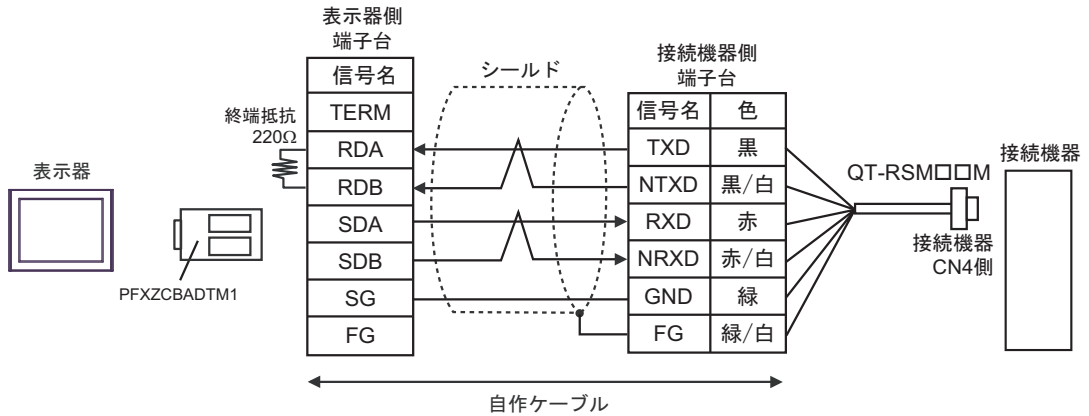 表示器側
端子台
信号名
TERM
RDA
RDB
SDA
SDB
SG
FG
終端抵抗
220Ω
表示器
PFXZCBADTM1
シールド
接続機器側
端子台
信号名 色
TXD 黒
NTXD 黒/白
RXD 赤
NRXD 赤/白
GND 緑
FG 緑/白
QT-RSM□□M
接続機器
CN4側
接続機器
自作ケーブル